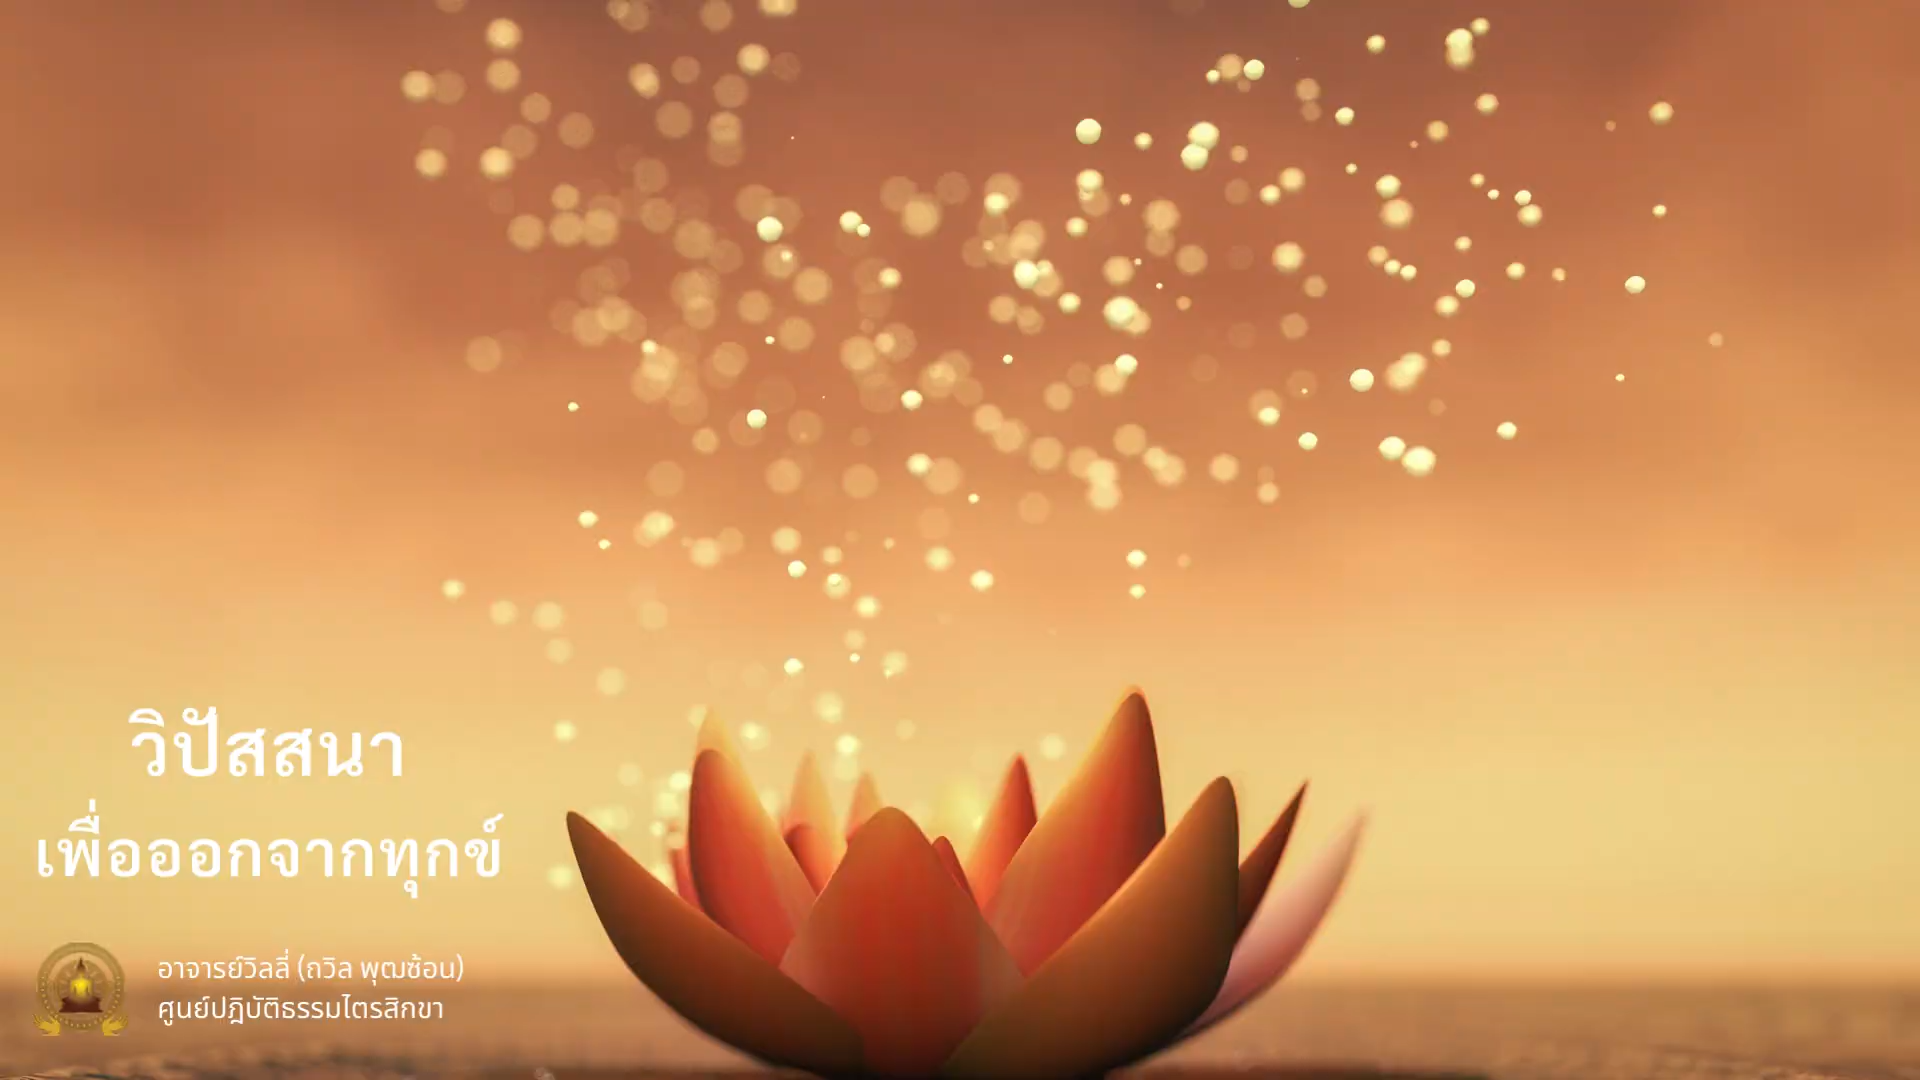 วิปัสสนา
เพื่อออกจากทุกข์
อาจารย์วิลลี่ (ถวิล พุฒซ้อน)
ศูนย์ปฎิบัติธรรมไตรสิกขา